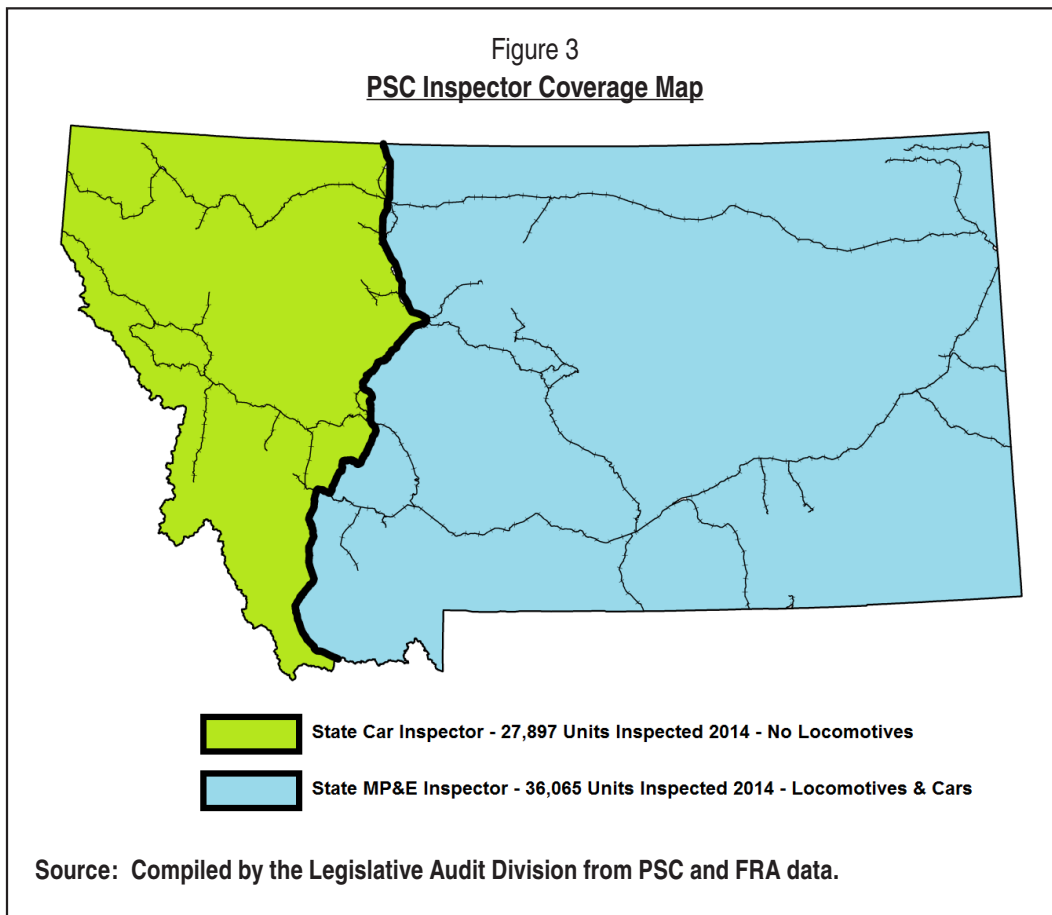 Figure 3
PSC Inspector Coverage Map
State Car Inspector - 27,897 Units Inspected 2014 - No Locomotives
State MP&E Inspector - 36,065 Units Inspected 2014 - Locomotives & Cars
Source: Compiled by the Legislative Audit Division from PSC and FRA data.